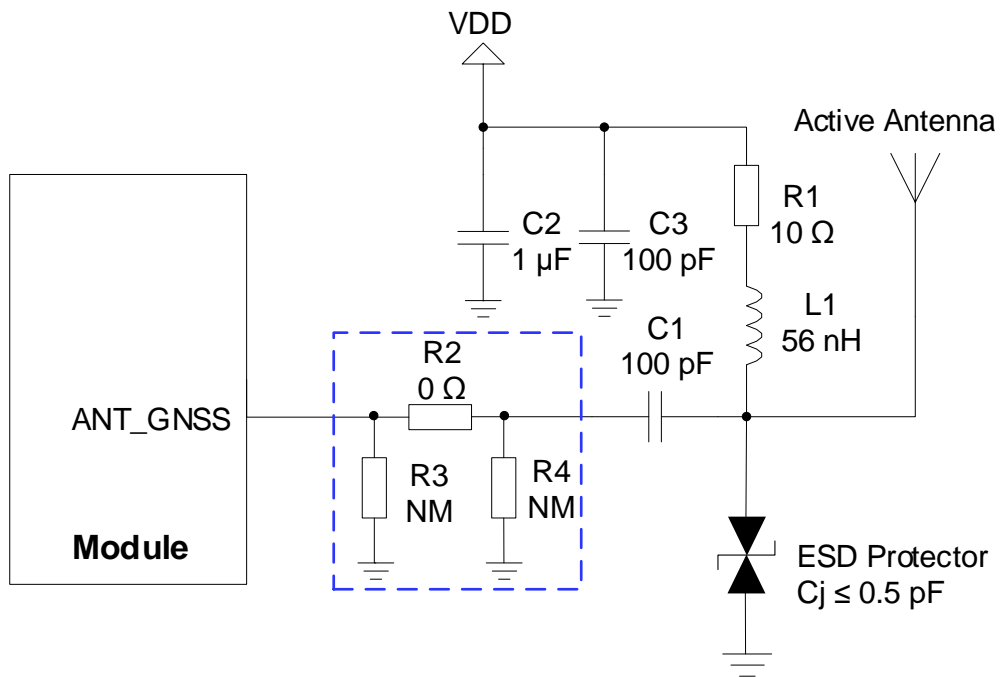 VDD
Active Antenna
R1
10 Ω
C2
1 µF
C3
100 pF
L1
56 nH
C1
100 pF
R2
0 Ω
ANT_GNSS
R3
NM
R4
NM
Module
ESD Protector
Cj ≤ 0.5 pF